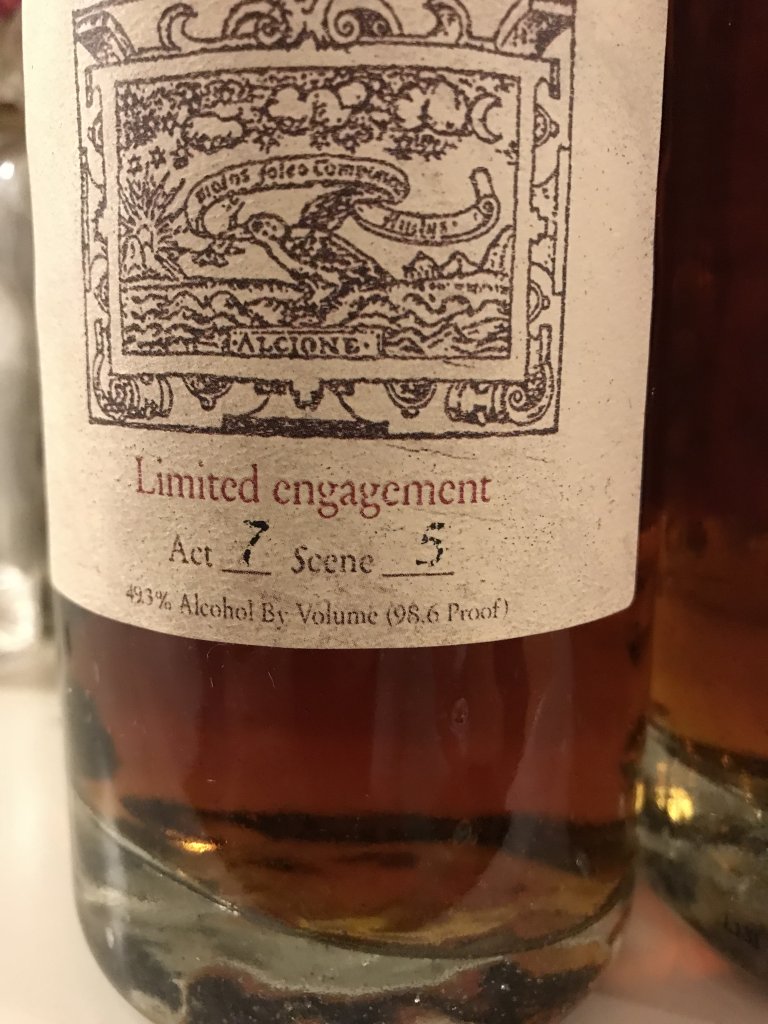 ALCIONE
Limited engagement
Act 7 Scene 5
49.3% Alcohol By Volume (98.6 Proof)